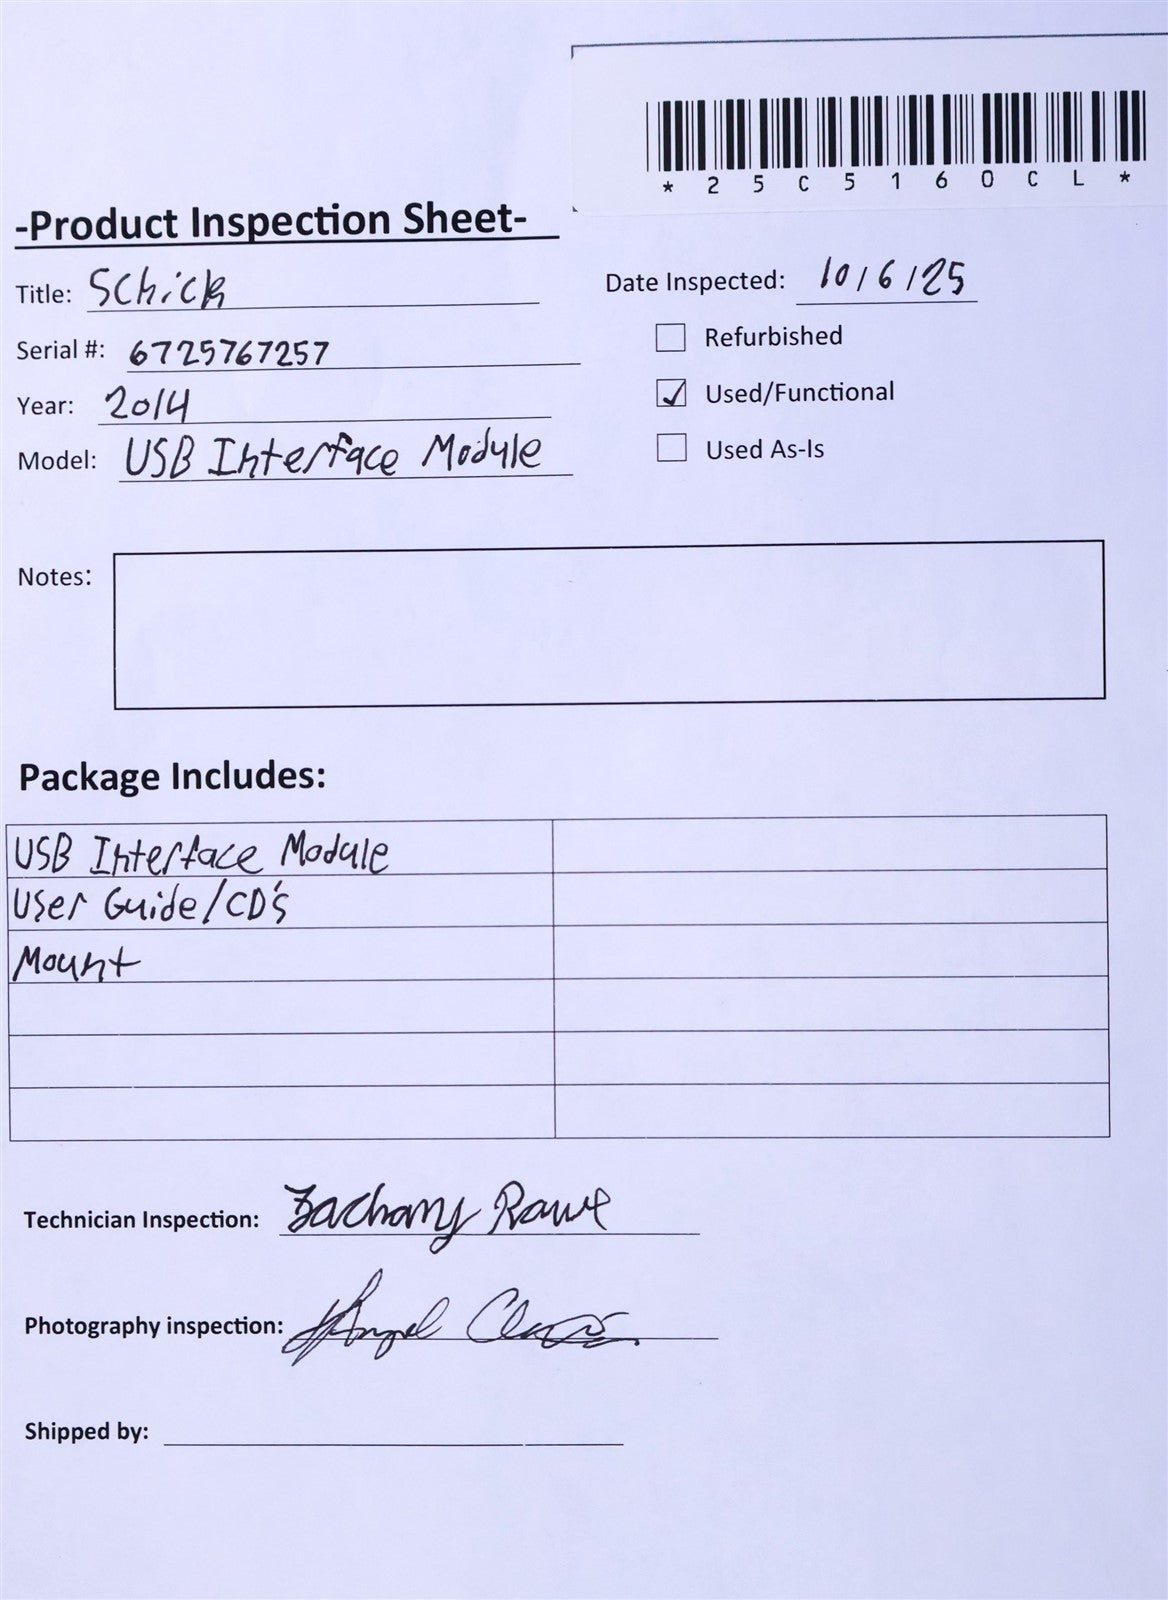 *25C5160CL*
-Product Inspection Sheet-
Title: Schick
Date Inspected: 10/6/25
Serial #: 6725767257
Refurbished
Year: 2014
Used/Functional
Model: USB Interface Module
Used As-Is
Notes:
Package Includes:
USB Interface Module
User Guide/CD's
Mount
Technician Inspection: Zachary
Photography inspection: Angel
Shipped by: